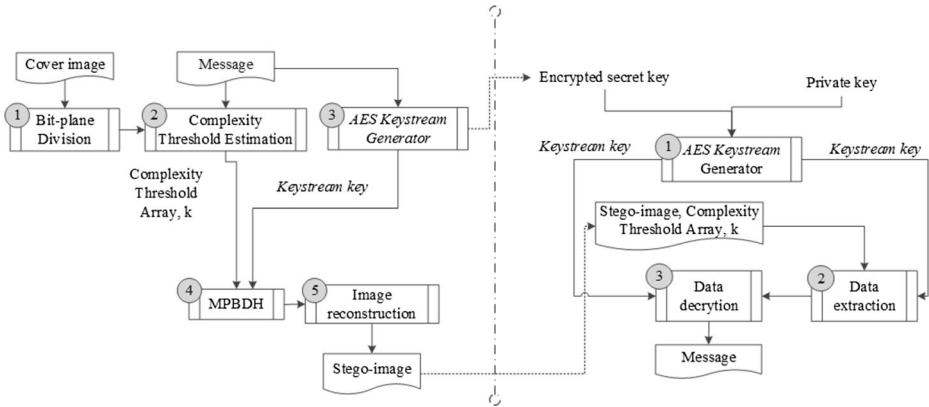 Cover image
Message
1
Bit-plane
Division
2
Complexity
Threshold Estimation
3
AES Keystream
Generator
Complexity
Threshold
Array, k
Keystream key
4
MPBDH
5
Image
reconstruction
Stego-image
Encrypted secret key
Private key
Keystream key
1
AES Keystream
Generator
Keystream key
Stego-image, Complexity
Threshold Array, k
3
Data
decrytion
2
Data
extraction
Message